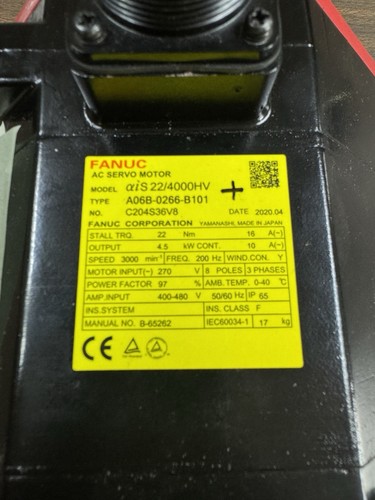 FANUC
AC SERVO MOTOR
MODEL αiS 22/4000HV
TYPE A06B-0266-B101
NO. C204S36V8 DATE 2020.04
FANUC CORPORATION YAMANASHI, MADE IN JAPAN
STALL TRQ. 22 Nm 16 A(~)
OUTPUT 4.5 kW CONT. 10 A(~)
SPEED 3000 min⁻¹ FREQ. 200 Hz WIND.CON. Y
MOTOR INPUT(~) 270 V 8 POLES 3 PHASES
POWER FACTOR 97 % AMB.TEMP. 0-40 ℃
AMP.INPUT 400-480 V 50/60 Hz IP 65
INS.SYSTEM INS.CLASS F
MANUAL NO. B-65262 IEC60034-1 17 kg
CE